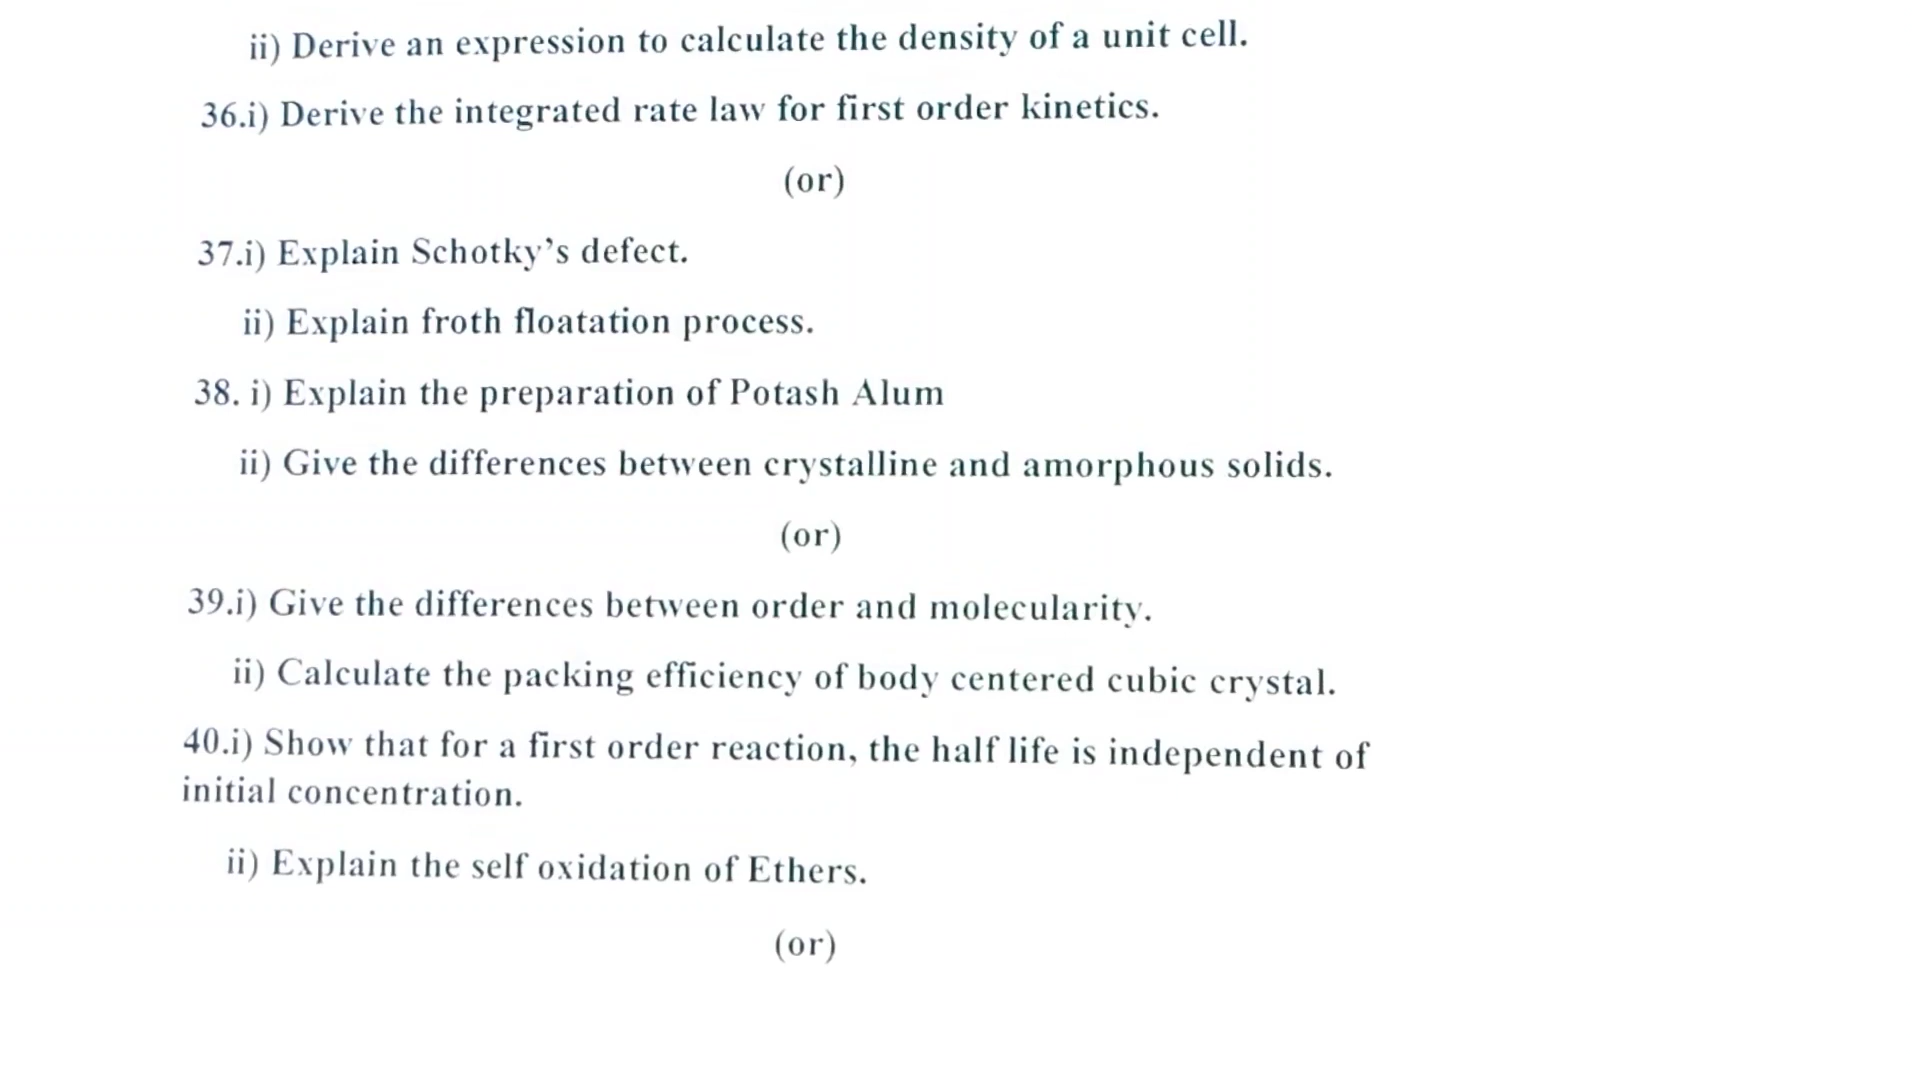 ii) Derive an expression to calculate the density of a unit cell.
36.i) Derive the integrated rate law for first order kinetics.
(or)
37.i) Explain Schotky’s defect.
ii) Explain froth floatation process.
38. i) Explain the preparation of Potash Alum
ii) Give the differences between crystalline and amorphous solids.
(or)
39.i) Give the differences between order and molecularity.
ii) Calculate the packing efficiency of body centered cubic crystal.
40.i) Show that for a first order reaction, the half life is independent of
initial concentration.
ii) Explain the self oxidation of Ethers.
(or)